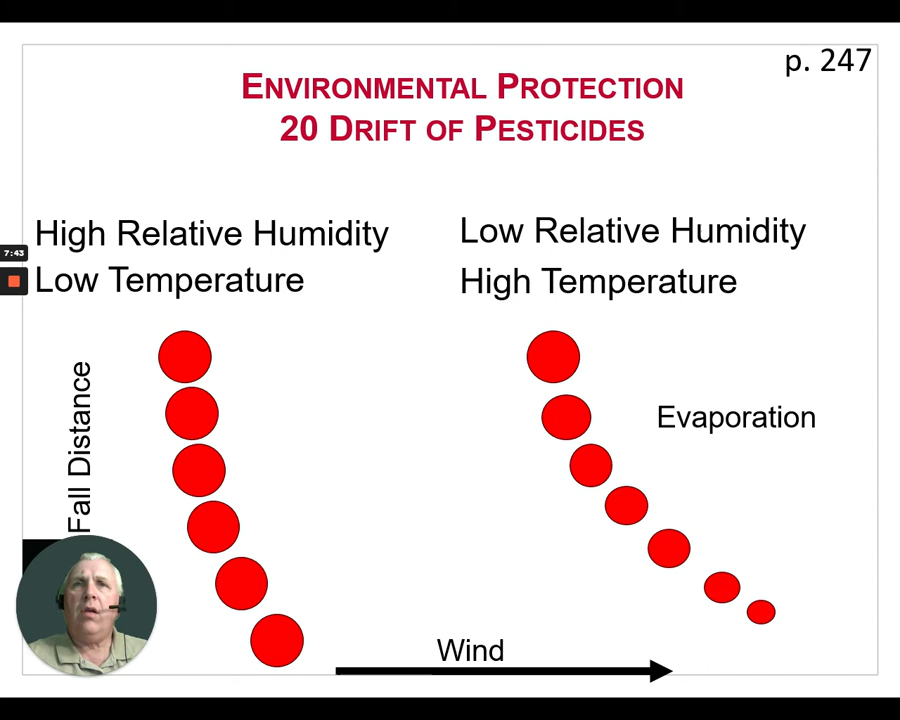 p. 247
ENVIRONMENTAL PROTECTION
20 DRIFT OF PESTICIDES
High Relative Humidity
Low Temperature
Low Relative Humidity
High Temperature
7:43
Fall Distance
Evaporation
Wind